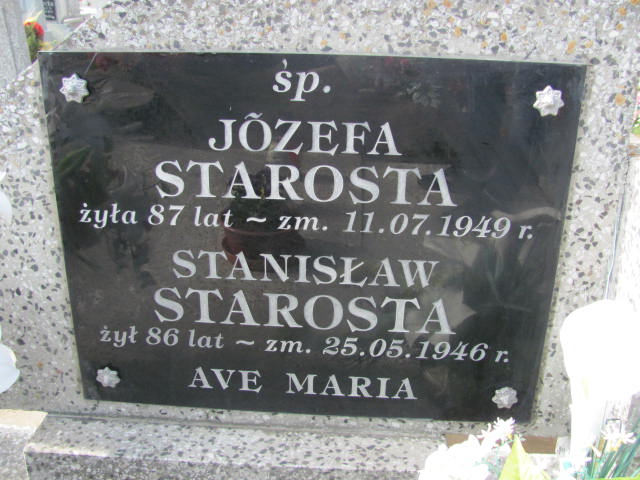 śp.
JÕZEFA
STAROSTA
żyła 87 lat ~ zm. 11.07.1949 r.
STANISŁAW
STAROSTA
żył 86 lat ~ zm. 25.05.1946 r.
AVE MARIA